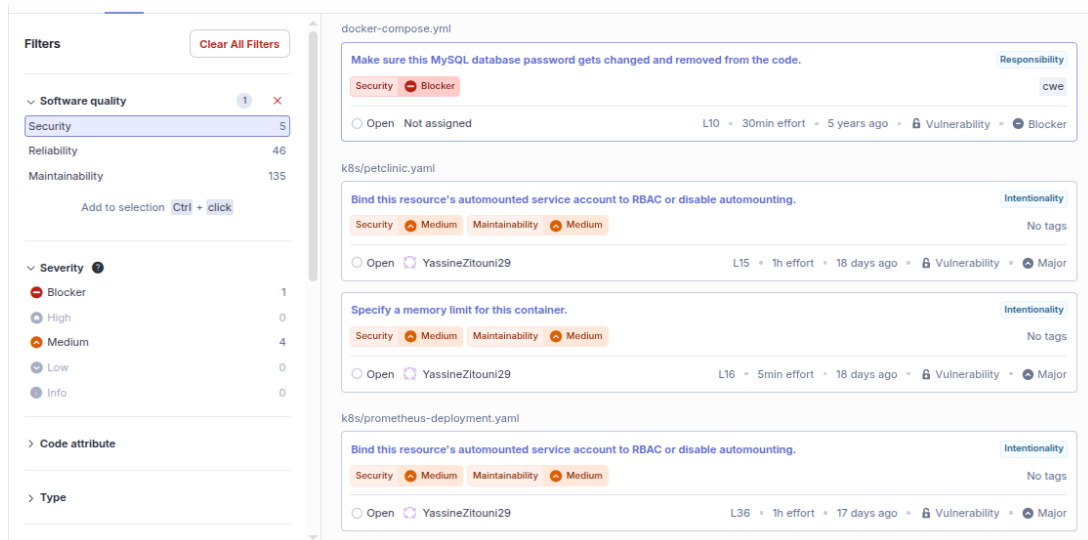 Filters
Clear All Filters
Software quality 1
Security 5
Reliability 46
Maintainability 135
Add to selection Ctrl + click
Severity ?
Blocker 1
High 0
Medium 4
Low 0
Info 0
Code attribute
Type
docker-compose.yml
Make sure this MySQL database password gets changed and removed from the code. Responsibility
Security Blocker cwe
Open Not assigned L10 • 30min effort • 5 years ago • Vulnerability • Blocker
k8s/petclinic.yaml
Bind this resource's automounted service account to RBAC or disable automounting. Intentionality
Security Medium Maintainability Medium No tags
Open YassineZitouni29 L15 • 1h effort • 18 days ago • Vulnerability • Major
Specify a memory limit for this container. Intentionality
Security Medium Maintainability Medium No tags
Open YassineZitouni29 L16 • 5min effort • 18 days ago • Vulnerability • Major
k8s/prometheus-deployment.yaml
Bind this resource's automounted service account to RBAC or disable automounting. Intentionality
Security Medium Maintainability Medium No tags
Open YassineZitouni29 L36 • 1h effort • 17 days ago • Vulnerability • Major